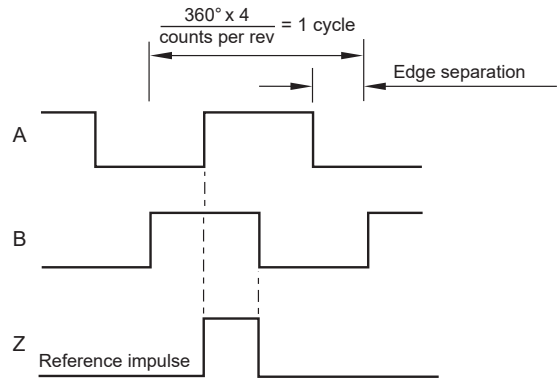 360° x 4
counts per rev
= 1 cycle
Edge separation
A
B
Z
Reference impulse